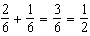 2/6 + 1/6 = 3/6 = 1/2